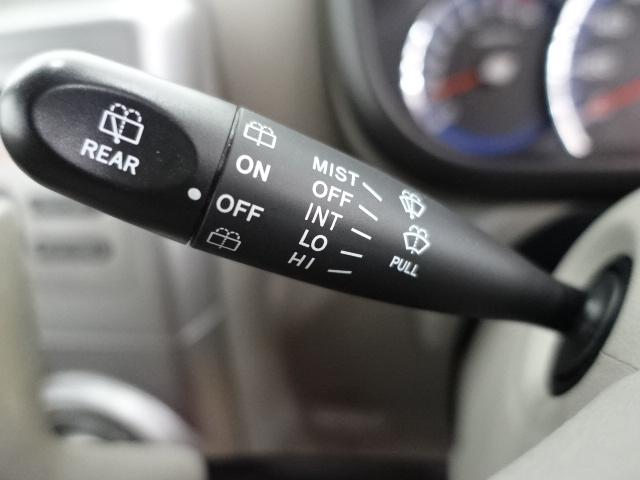 REAR
ON
OFF
MIST
OFF
INT
LO
HI
PULL